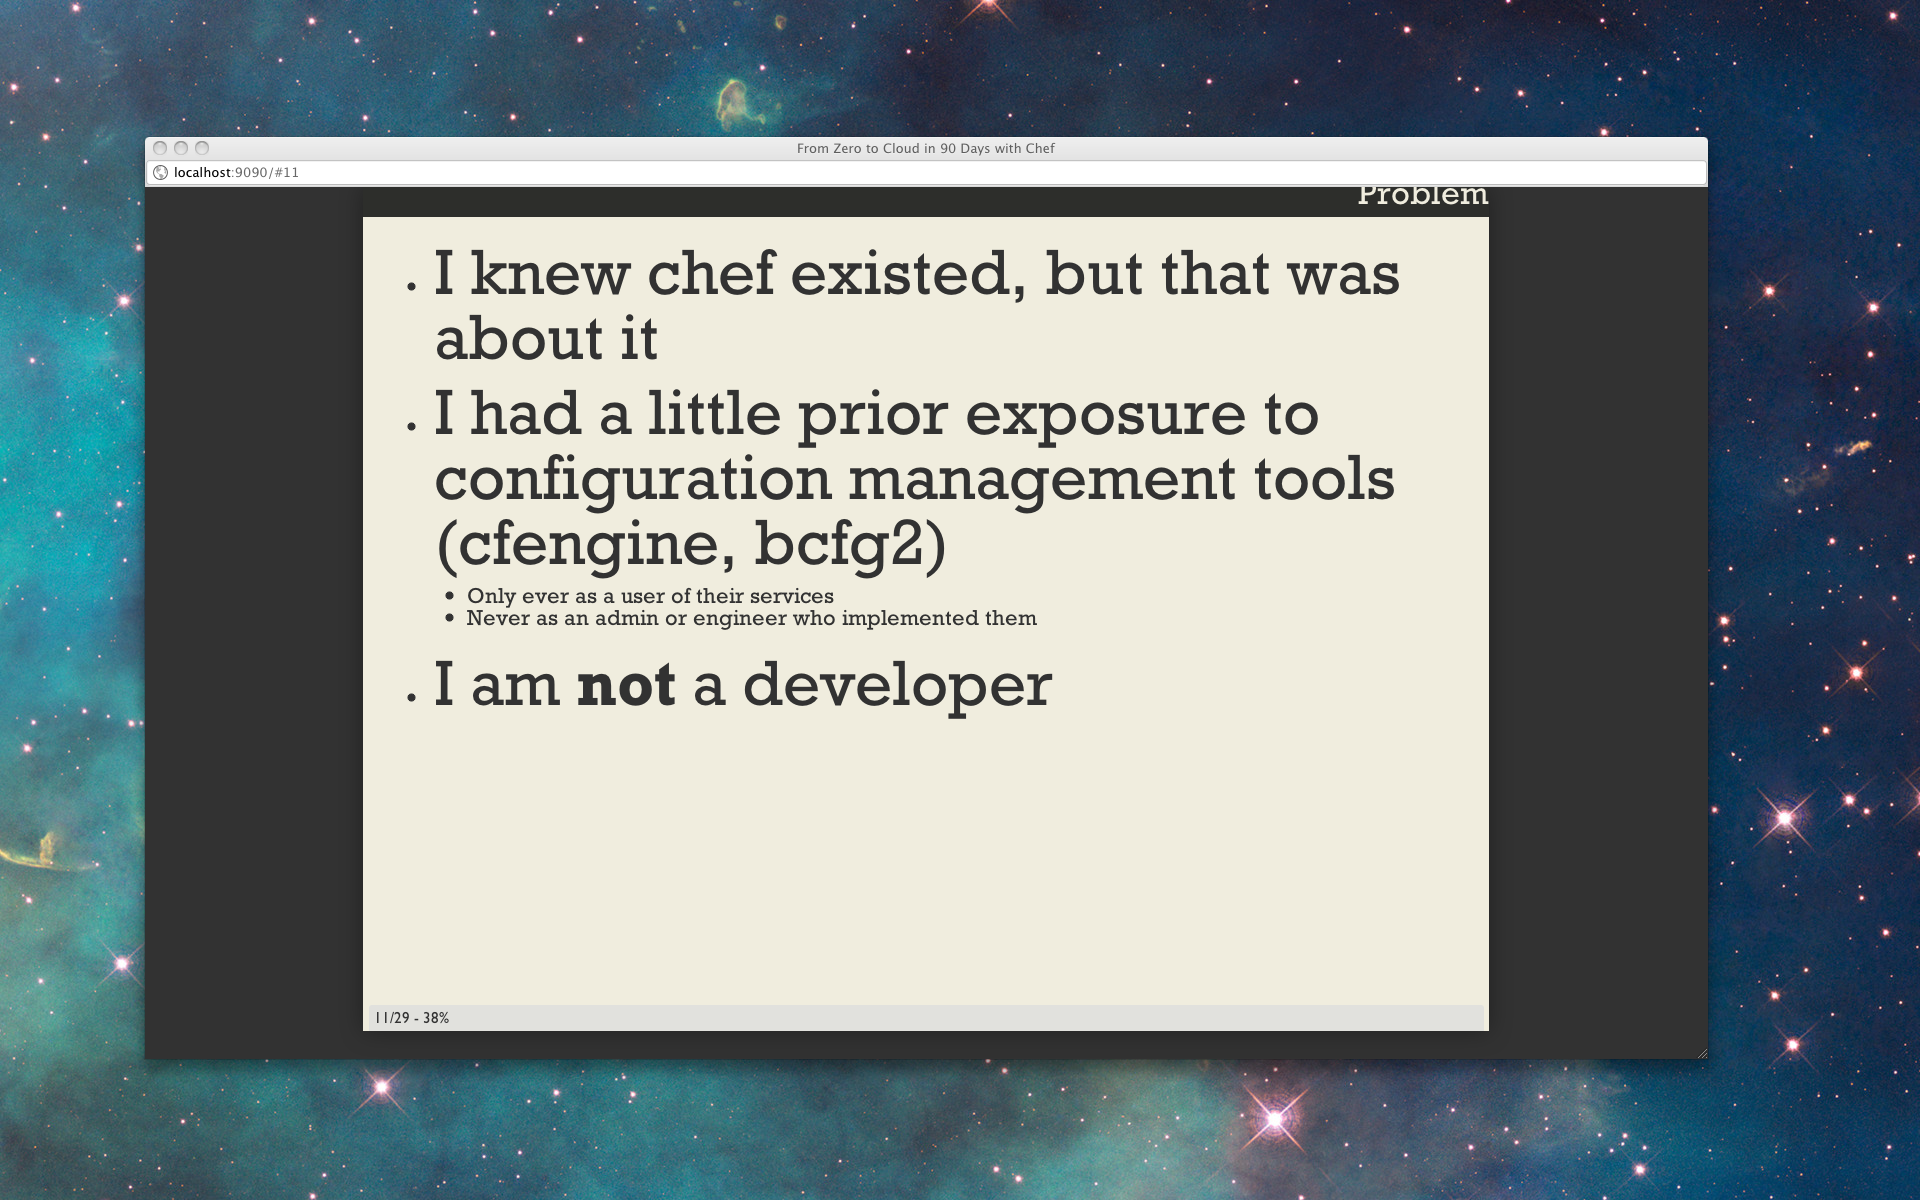 From Zero to Cloud in 90 Days with Chef
localhost:9090/#11
Problem
• I knew chef existed, but that was
about it
• I had a little prior exposure to
configuration management tools
(cfengine, bcfg2)
• Only ever as a user of their services
• Never as an admin or engineer who implemented them
• I am not a developer
11/29 - 38%